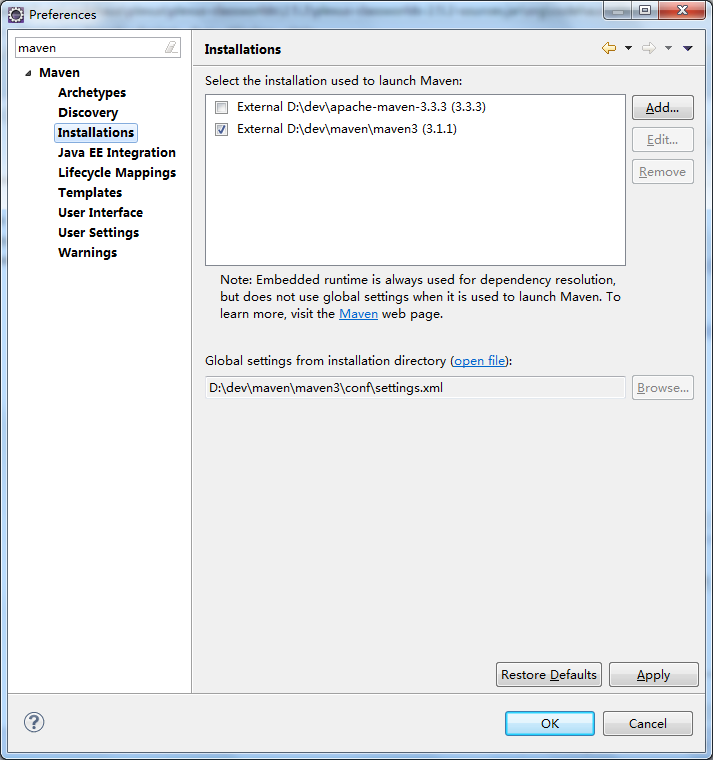 Preferences
maven
Maven
Archetypes
Discovery
Installations
Java EE Integration
Lifecycle Mappings
Templates
User Interface
User Settings
Warnings
Installations
Select the installation used to launch Maven:
External D:\dev\apache-maven-3.3.3 (3.3.3)
External D:\dev\maven\maven3 (3.1.1)
Add...
Edit...
Remove
Note: Embedded runtime is always used for dependency resolution,
but does not use global settings when it is used to launch Maven. To
learn more, visit the Maven web page.
Global settings from installation directory (open file):
D:\dev\maven\maven3\conf\settings.xml
Browse...
Restore Defaults
Apply
OK
Cancel